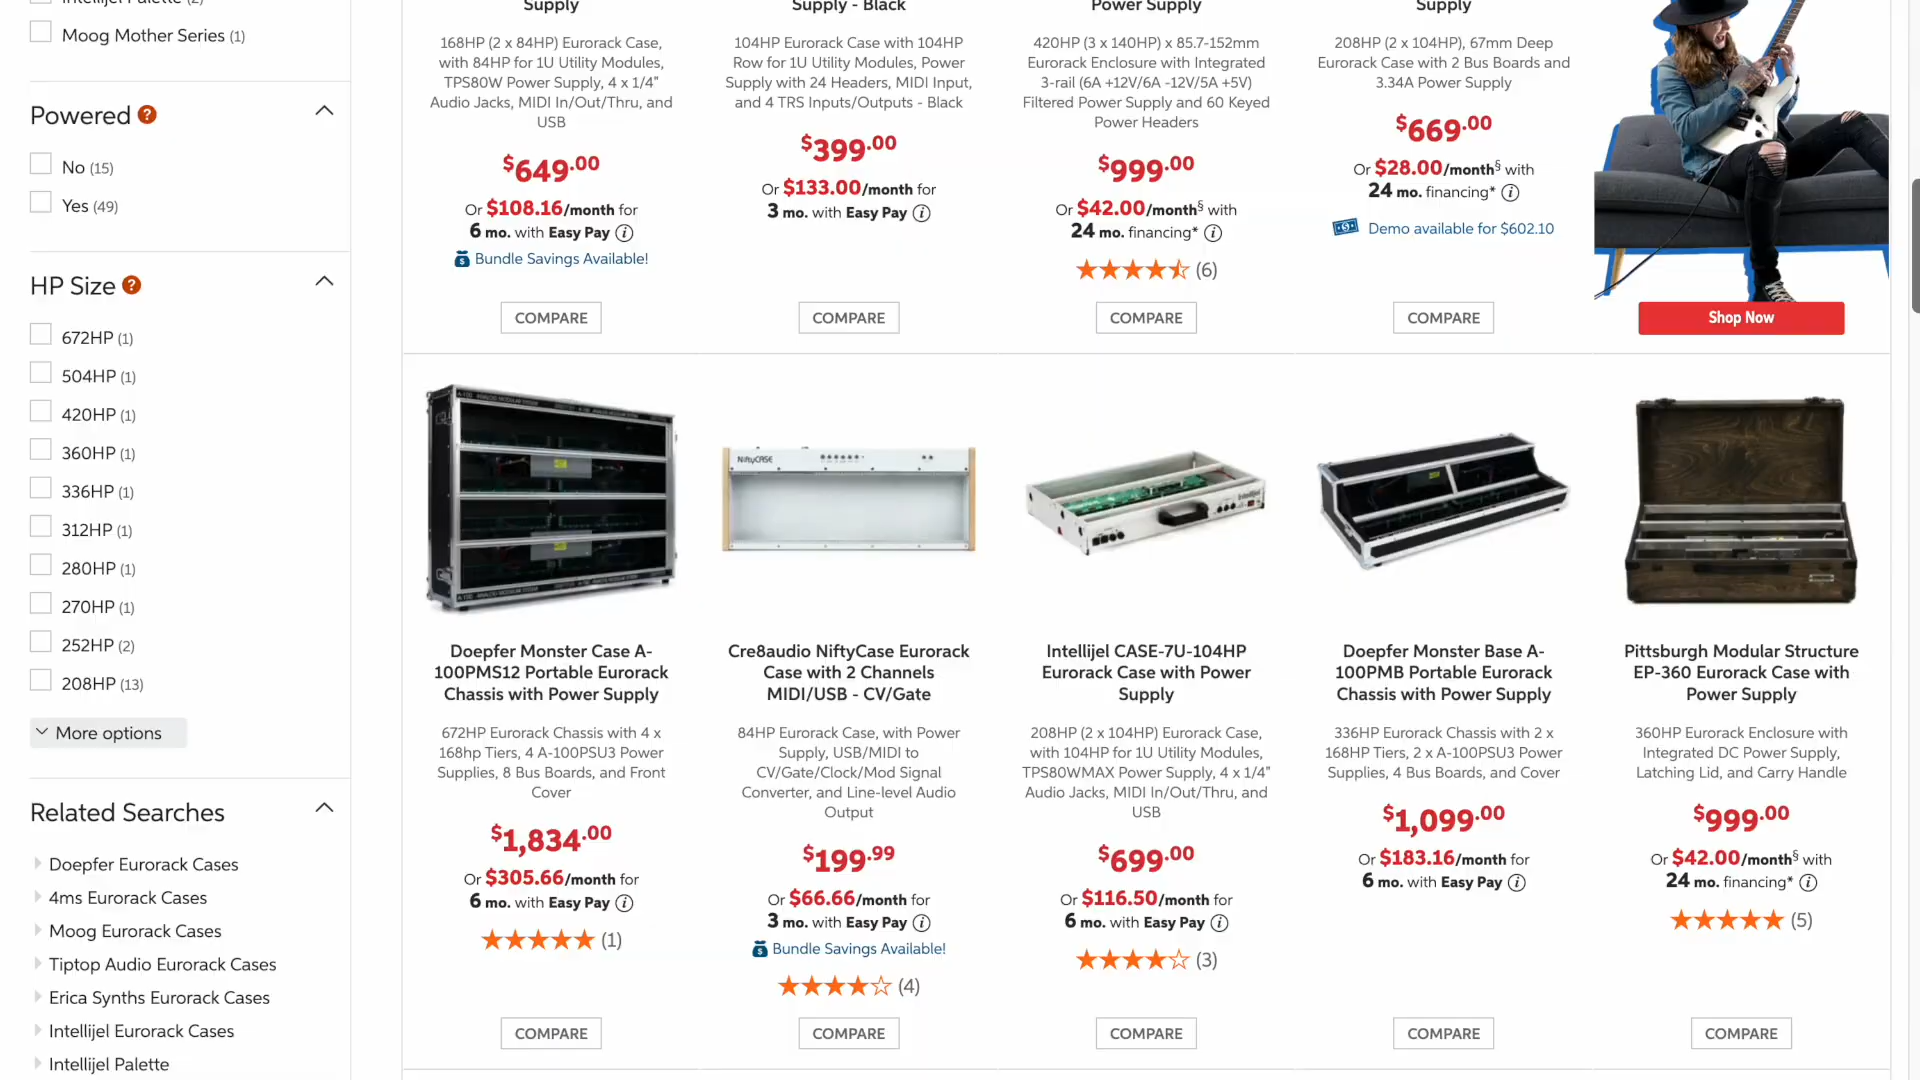 Moog Mother Series (1)
Powered ?
No (15)
Yes (49)
HP Size ?
672HP (1)
504HP (1)
420HP (1)
360HP (1)
336HP (1)
312HP (1)
280HP (1)
270HP (1)
252HP (2)
208HP (13)
More options
Related Searches
Doepfer Eurorack Cases
4ms Eurorack Cases
Moog Eurorack Cases
Tiptop Audio Eurorack Cases
Erica Synths Eurorack Cases
Intellijel Eurorack Cases
Intellijel Palette
Supply
168HP (2 x 84HP) Eurorack Case,
with 84HP for 1U Utility Modules,
TPS80W Power Supply, 4 x 1/4"
Audio Jacks, MIDI In/Out/Thru, and
USB
$649.00
Or $108.16/month for
6 mo. with Easy Pay
Bundle Savings Available!
COMPARE
Supply - Black
104HP Eurorack Case with 104HP
Row for 1U Utility Modules, Power
Supply with 24 Headers, MIDI Input,
and 4 TRS Inputs/Outputs - Black
$399.00
Or $133.00/month for
3 mo. with Easy Pay
COMPARE
Power Supply
420HP (3 x 140HP) x 85.7-152mm
Eurorack Enclosure with Integrated
3-rail (6A +12V/6A -12V/5A +5V)
Filtered Power Supply and 60 Keyed
Power Headers
$999.00
Or $42.00/month§ with
24 mo. financing*
(6)
COMPARE
Supply
208HP (2 x 104HP), 67mm Deep
Eurorack Case with 2 Bus Boards and
3.34A Power Supply
$669.00
Or $28.00/month§ with
24 mo. financing*
Demo available for $602.10
COMPARE
Shop Now
Doepfer Monster Case A-
100PMS12 Portable Eurorack
Chassis with Power Supply
672HP Eurorack Chassis with 4 x
168hp Tiers, 4 A-100PSU3 Power
Supplies, 8 Bus Boards, and Front
Cover
$1,834.00
Or $305.66/month for
6 mo. with Easy Pay
(1)
COMPARE
NiftyCASE
Cre8audio NiftyCase Eurorack
Case with 2 Channels
MIDI/USB - CV/Gate
84HP Eurorack Case, with Power
Supply, USB/MIDI to
CV/Gate/Clock/Mod Signal
Converter, and Line-level Audio
Output
$199.99
Or $66.66/month for
3 mo. with Easy Pay
Bundle Savings Available!
(4)
COMPARE
Intellijel
Intellijel CASE-7U-104HP
Eurorack Case with Power
Supply
208HP (2 x 104HP) Eurorack Case,
with 104HP for 1U Utility Modules,
TPS80WMAX Power Supply, 4 x 1/4"
Audio Jacks, MIDI In/Out/Thru, and
USB
$699.00
Or $116.50/month for
6 mo. with Easy Pay
(3)
COMPARE
Doepfer Monster Base A-
100PMB Portable Eurorack
Chassis with Power Supply
336HP Eurorack Chassis with 2 x
168HP Tiers, 2 x A-100PSU3 Power
Supplies, 4 Bus Boards, and Cover
$1,099.00
Or $183.16/month for
6 mo. with Easy Pay
COMPARE
Pittsburgh Modular Structure
EP-360 Eurorack Case with
Power Supply
360HP Eurorack Enclosure with
Integrated DC Power Supply,
Latching Lid, and Carry Handle
$999.00
Or $42.00/month§ with
24 mo. financing*
(5)
COMPARE